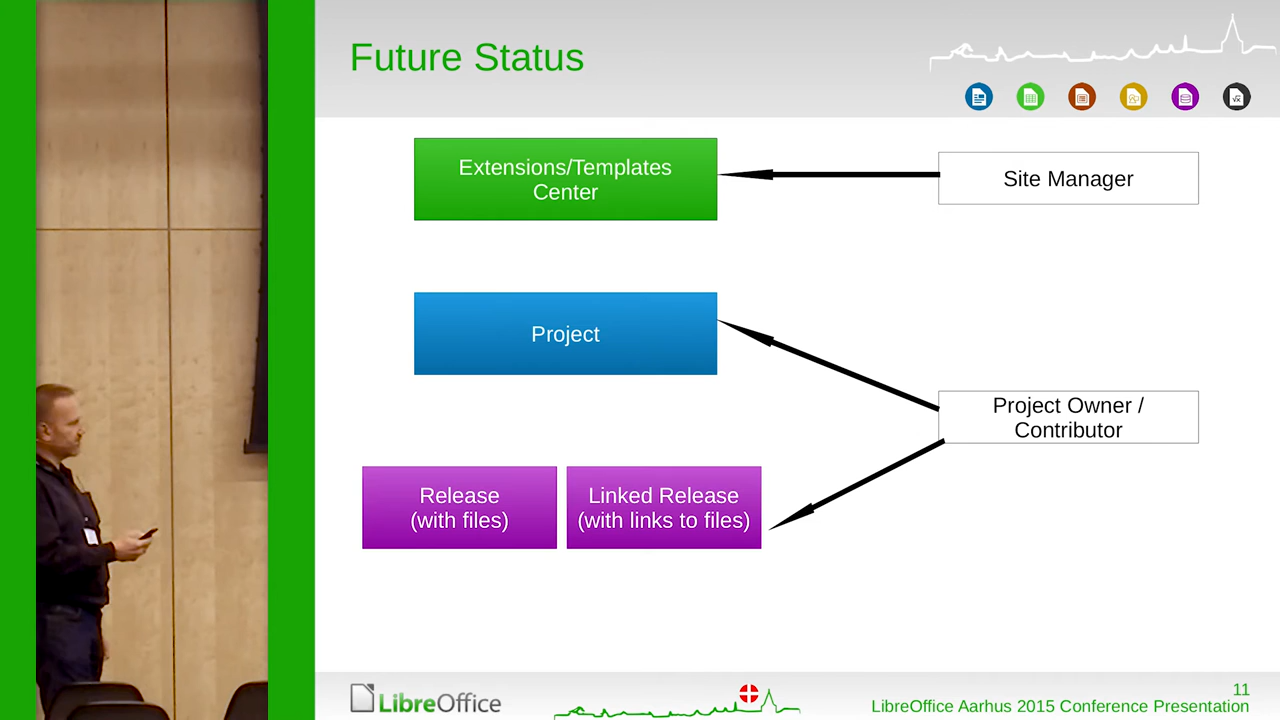 Future Status
Extensions/Templates
Center
Site Manager
Project
Project Owner /
Contributor
Release
(with files)
Linked Release
(with links to files)
LibreOffice
11
LibreOffice Aarhus 2015 Conference Presentation